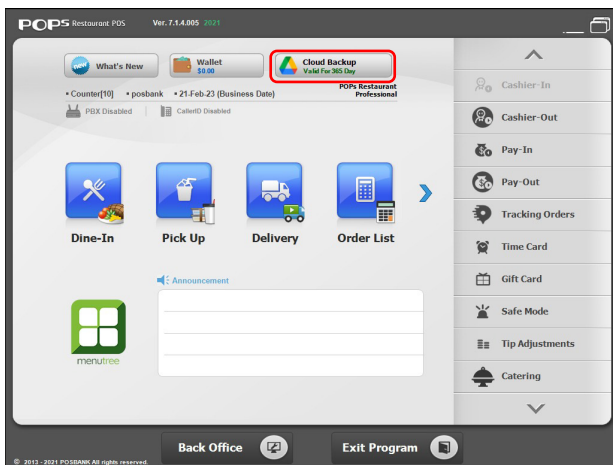 POPS Restaurant POS Ver. 7.1.4.005 2021
new What's New
Wallet
$0.00
Cloud Backup
Valid For 365 Day
• Counter[10] • posbank • 21-Feb-23 (Business Date)
POPs Restaurant
Professional
PBX Disabled
CallerID Disabled
Dine-In
Pick Up
Delivery
Order List
Announcement
menutree
Cashier-In
Cashier-Out
Pay-In
Pay-Out
Tracking Orders
Time Card
Gift Card
Safe Mode
Tip Adjustments
Catering
Back Office
Exit Program
© 2013 - 2021 POSBANK All rights reserved.